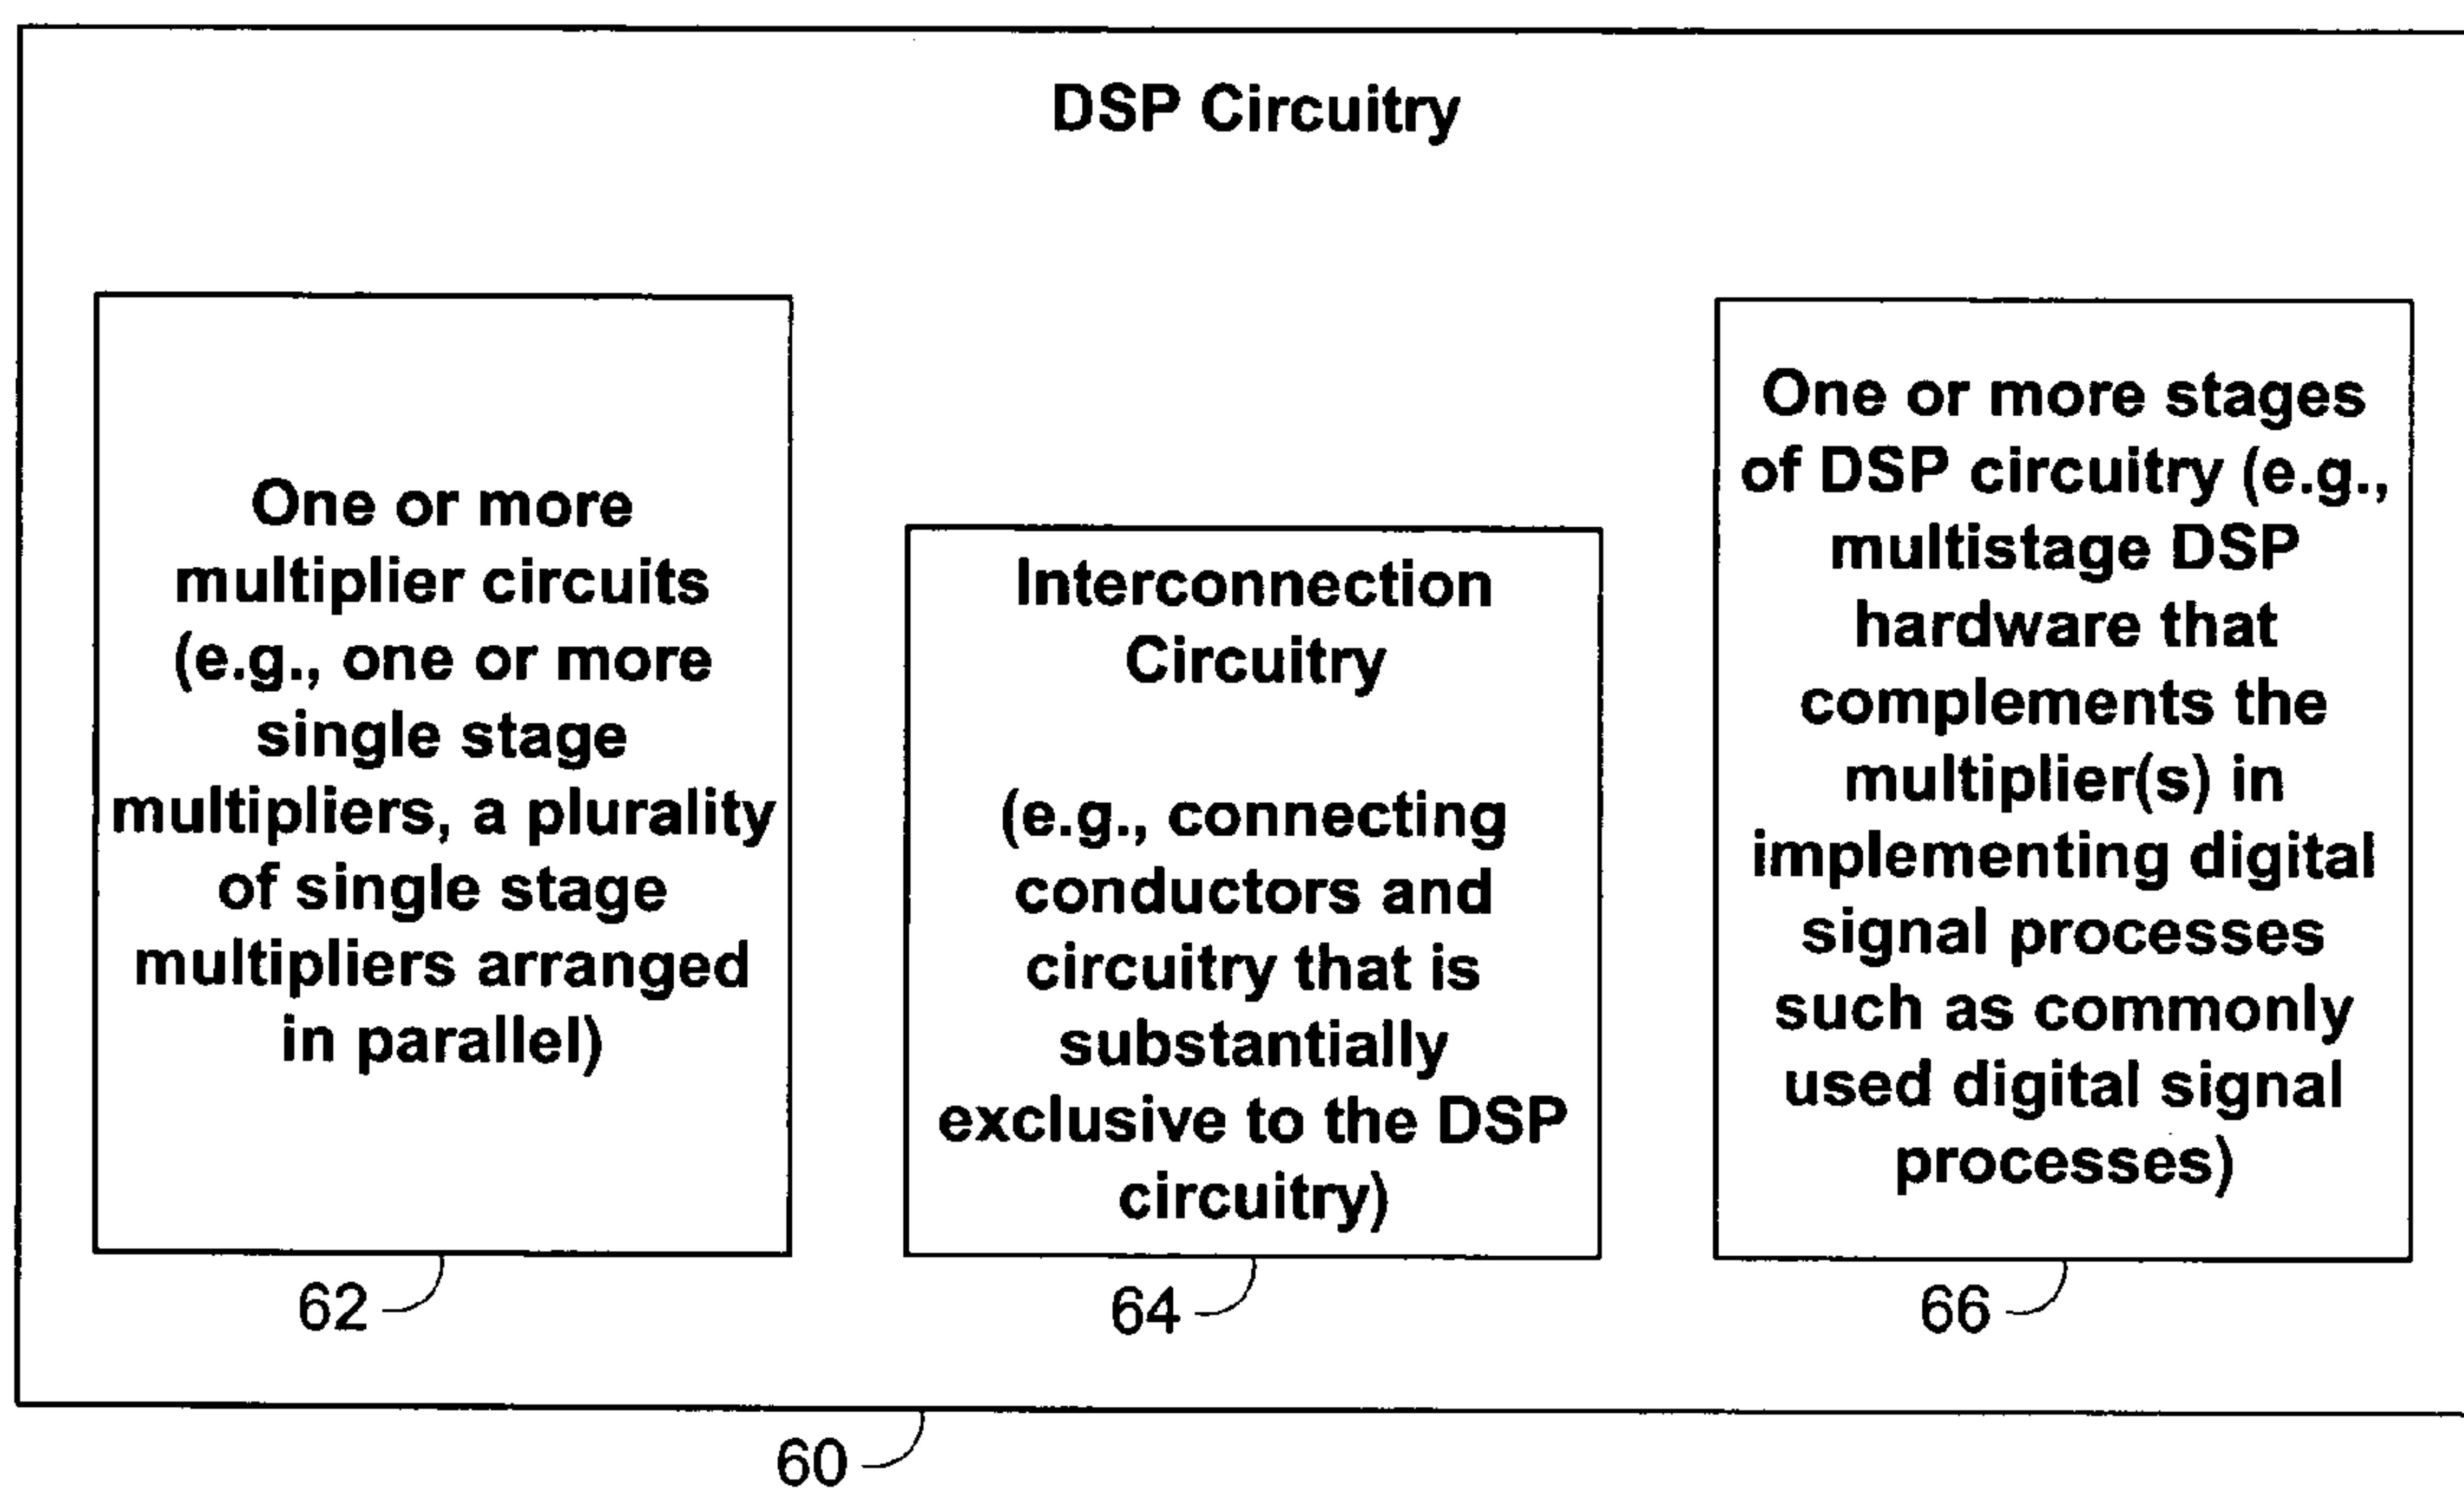 DSP Circuitry
One or more
multiplier circuits
(e.g., one or more
single stage
multipliers, a plurality
of single stage
multipliers arranged
in parallel)
62
Interconnection
Circuitry
(e.g., connecting
conductors and
circuitry that is
substantially
exclusive to the DSP
circuitry)
64
One or more stages
of DSP circuitry (e.g.,
multistage DSP
hardware that
complements the
multiplier(s) in
implementing digital
signal processes
such as commonly
used digital signal
processes)
66
60